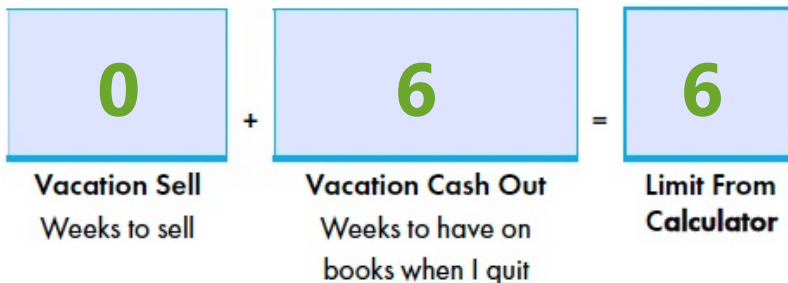 0 + 6 = 6
Vacation Sell
Weeks to sell
Vacation Cash Out
Weeks to have on
books when I quit
Limit From
Calculator